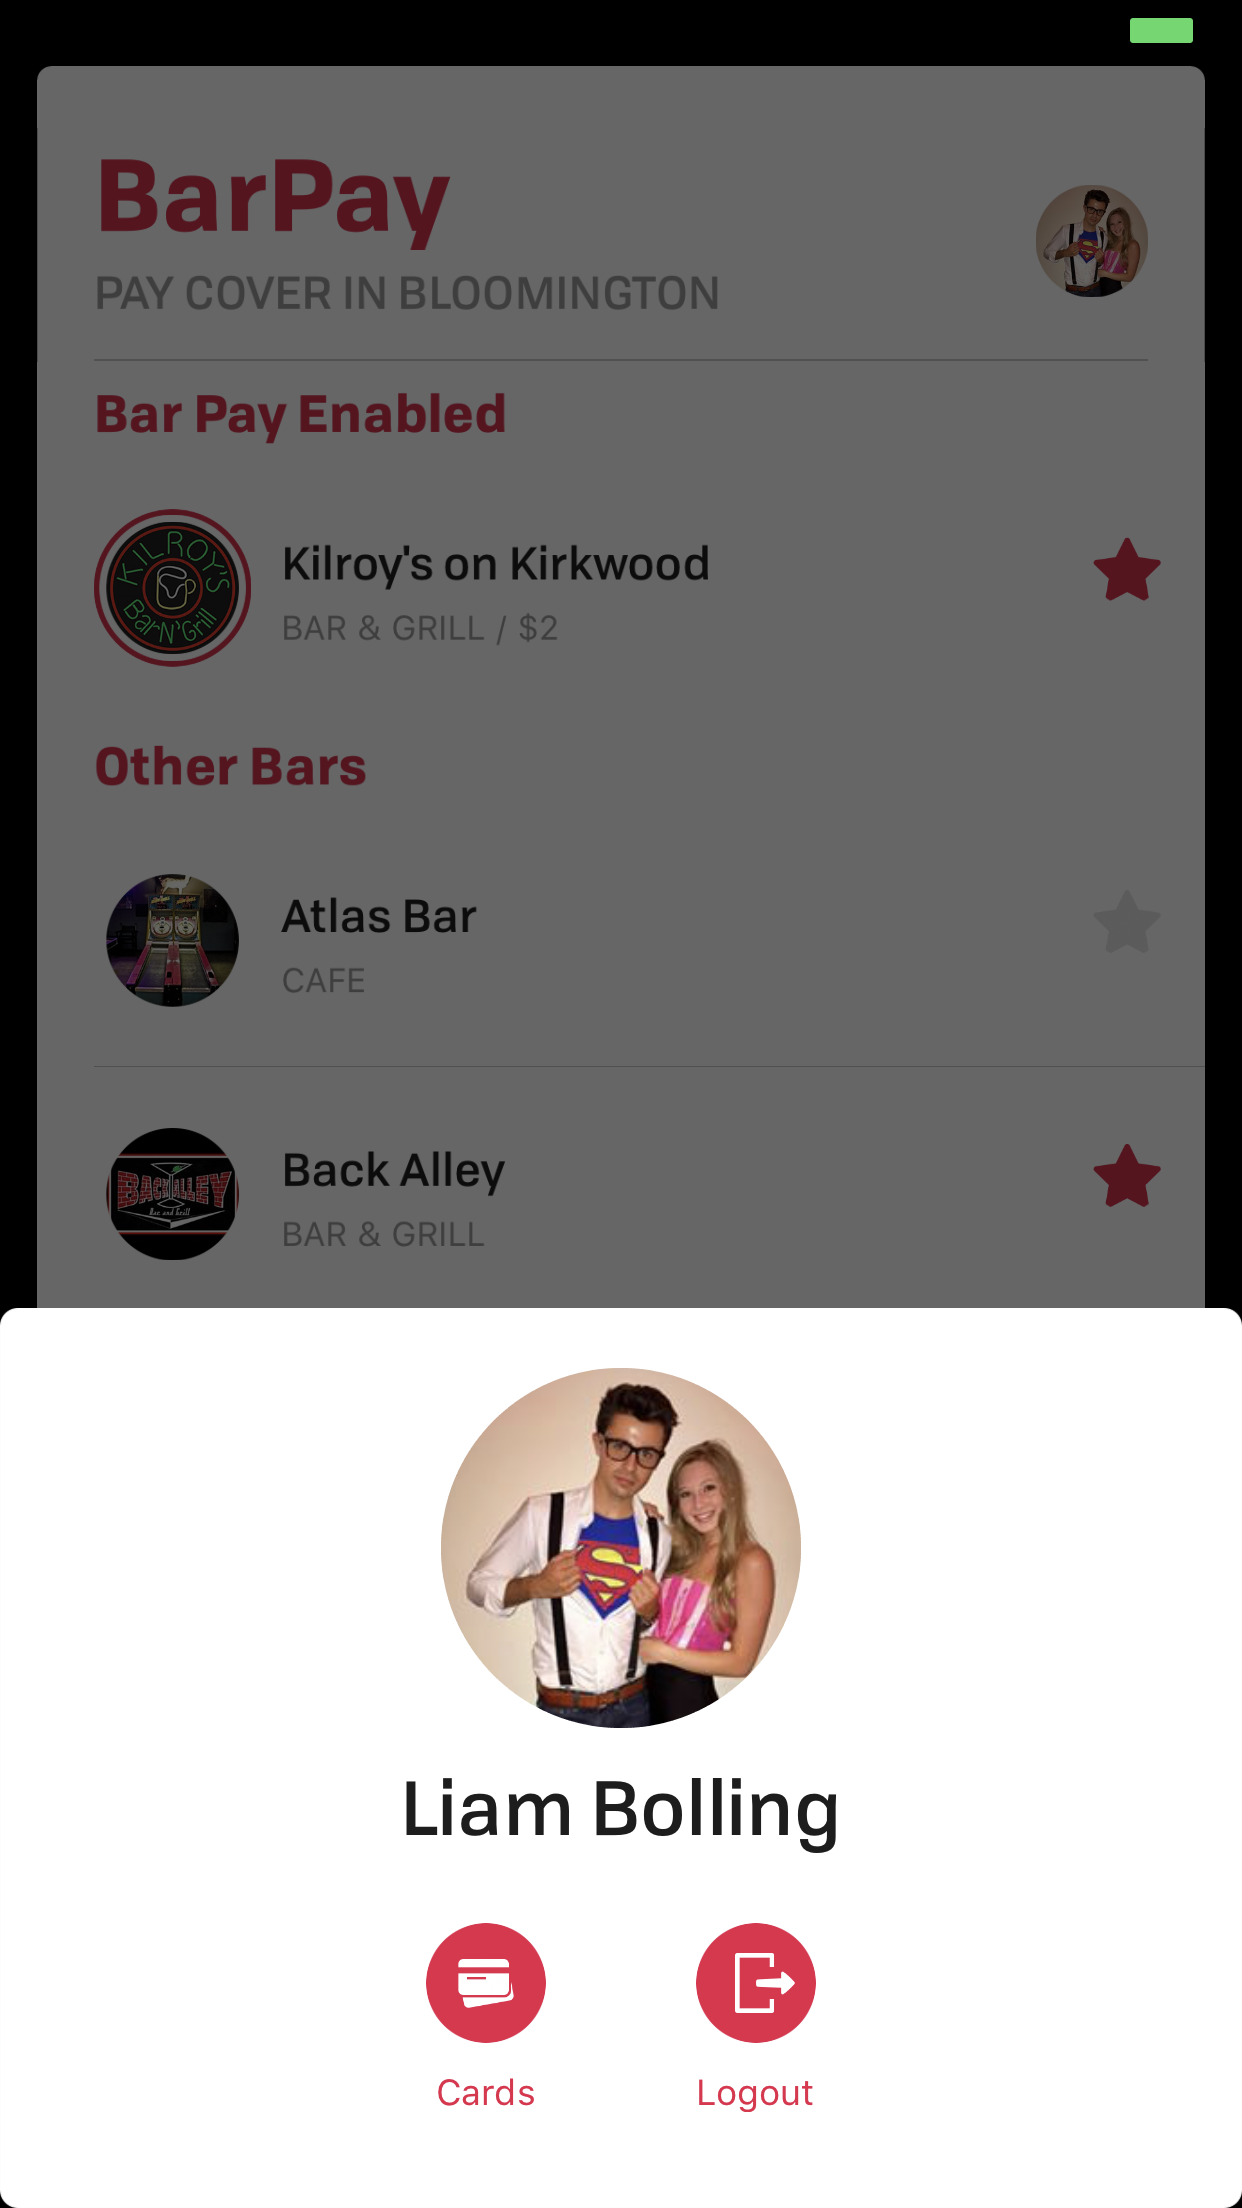 BarPay
PAY COVER IN BLOOMINGTON
Bar Pay Enabled
KILROY'S
BarN'Grill
Kilroy's on Kirkwood
BAR & GRILL / $2
Other Bars
Atlas Bar
CAFE
BACK ALLEY
Bar and Grill
Back Alley
BAR & GRILL
S
Liam Bolling
Cards
Logout